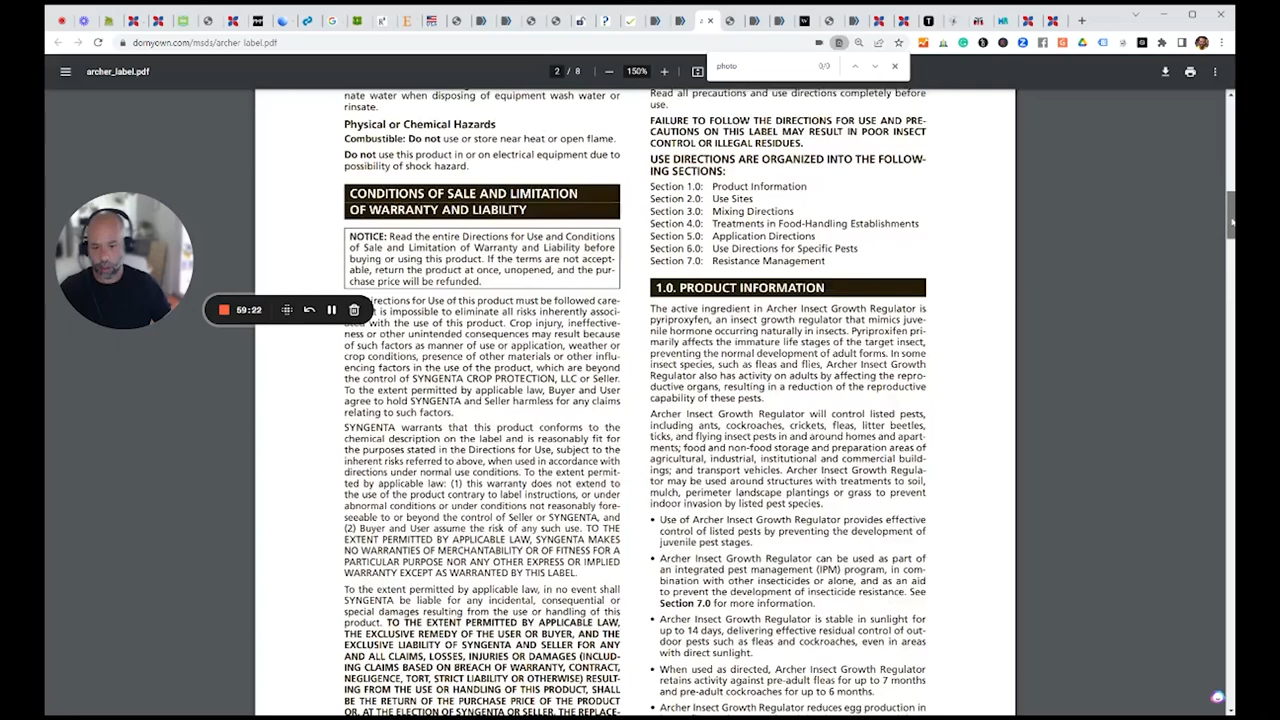 domyown.com/msds/archer_label.pdf
photo
0/0
archer_label.pdf
2 / 8
150%
nate water when disposing of equipment wash water or
rinsate.
Physical or Chemical Hazards
Combustible: Do not use or store near heat or open flame.
Do not use this product in or on electrical equipment due to
possibility of shock hazard.
CONDITIONS OF SALE AND LIMITATION
OF WARRANTY AND LIABILITY
NOTICE: Read the entire Directions for Use and Conditions
of Sale and Limitation of Warranty and Liability before
buying or using this product. If the terms are not accept-
able, return the product at once, unopened, and the pur-
chase price will be refunded.
irections for Use of this product must be followed care-
t is impossible to eliminate all risks inherently associ-
with the use of this product. Crop injury, ineffective-
ness or other unintended consequences may result because
of such factors as manner of use or application, weather or
crop conditions, presence of other materials or other influ-
encing factors in the use of the product, which are beyond
the control of SYNGENTA CROP PROTECTION, LLC or Seller.
To the extent permitted by applicable law, Buyer and User
agree to hold SYNGENTA and Seller harmless for any claims
relating to such factors.
SYNGENTA warrants that this product conforms to the
chemical description on the label and is reasonably fit for
the purposes stated in the Directions for Use, subject to the
inherent risks referred to above, when used in accordance with
directions under normal use conditions. To the extent permit-
ted by applicable law: (1) this warranty does not extend to
the use of the product contrary to label instructions, or under
abnormal conditions or under conditions not reasonably fore-
seeable to or beyond the control of Seller or SYNGENTA, and
(2) Buyer and User assume the risk of any such use. TO THE
EXTENT PERMITTED BY APPLICABLE LAW, SYNGENTA MAKES
NO WARRANTIES OF MERCHANTABILITY OR OF FITNESS FOR A
PARTICULAR PURPOSE NOR ANY OTHER EXPRESS OR IMPLIED
WARRANTY EXCEPT AS WARRANTED BY THIS LABEL.
To the extent permitted by applicable law, in no event shall
SYNGENTA be liable for any incidental, consequential or
special damages resulting from the use or handling of this
product. TO THE EXTENT PERMITTED BY APPLICABLE LAW,
THE EXCLUSIVE REMEDY OF THE USER OR BUYER, AND THE
EXCLUSIVE LIABILITY OF SYNGENTA AND SELLER FOR ANY
AND ALL CLAIMS, LOSSES, INJURIES OR DAMAGES (INCLUD-
ING CLAIMS BASED ON BREACH OF WARRANTY, CONTRACT,
NEGLIGENCE, TORT, STRICT LIABILITY OR OTHERWISE) RESULT-
ING FROM THE USE OR HANDLING OF THIS PRODUCT, SHALL
BE THE RETURN OF THE PURCHASE PRICE OF THE PRODUCT
OR, AT THE ELECTION OF SYNGENTA OR SELLER, THE REPLACE-
59:22
Read all precautions and use directions completely before
use.
FAILURE TO FOLLOW THE DIRECTIONS FOR USE AND PRE-
CAUTIONS ON THIS LABEL MAY RESULT IN POOR INSECT
CONTROL OR ILLEGAL RESIDUES.
USE DIRECTIONS ARE ORGANIZED INTO THE FOLLOW-
ING SECTIONS:
Section 1.0: Product Information
Section 2.0: Use Sites
Section 3.0: Mixing Directions
Section 4.0: Treatments in Food-Handling Establishments
Section 5.0: Application Directions
Section 6.0: Use Directions for Specific Pests
Section 7.0: Resistance Management
1.0. PRODUCT INFORMATION
The active ingredient in Archer Insect Growth Regulator is
pyriproxyfen, an insect growth regulator that mimics juve-
nile hormone occurring naturally in insects. Pyriproxifen pri-
marily affects the immature life stages of the target insect,
preventing the normal development of adult forms. In some
insect species, such as fleas and flies, Archer Insect Growth
Regulator also has activity on adults by affecting the repro-
ductive organs, resulting in a reduction of the reproductive
capability of these pests.
Archer Insect Growth Regulator will control listed pests,
including ants, cockroaches, crickets, fleas, litter beetles,
ticks, and flying insect pests in and around homes and apart-
ments; food and non-food storage and preparation areas of
agricultural, industrial, institutional and commercial build-
ings; and transport vehicles. Archer Insect Growth Regula-
tor may be used around structures with treatments to soil,
mulch, perimeter landscape plantings or grass to prevent
indoor invasion by listed pest species.
• Use of Archer Insect Growth Regulator provides effective
control of listed pests by preventing the development of
juvenile pest stages.
• Archer Insect Growth Regulator can be used as part of
an integrated pest management (IPM) program, in com-
bination with other insecticides or alone, and as an aid
to prevent the development of insecticide resistance. See
Section 7.0 for more information.
• Archer Insect Growth Regulator is stable in sunlight for
up to 14 days, delivering effective residual control of out-
door pests such as fleas and cockroaches, even in areas
with direct sunlight.
• When used as directed, Archer Insect Growth Regulator
retains activity against pre-adult fleas for up to 7 months
and pre-adult cockroaches for up to 6 months.
• Archer Insect Growth Regulator reduces egg production in